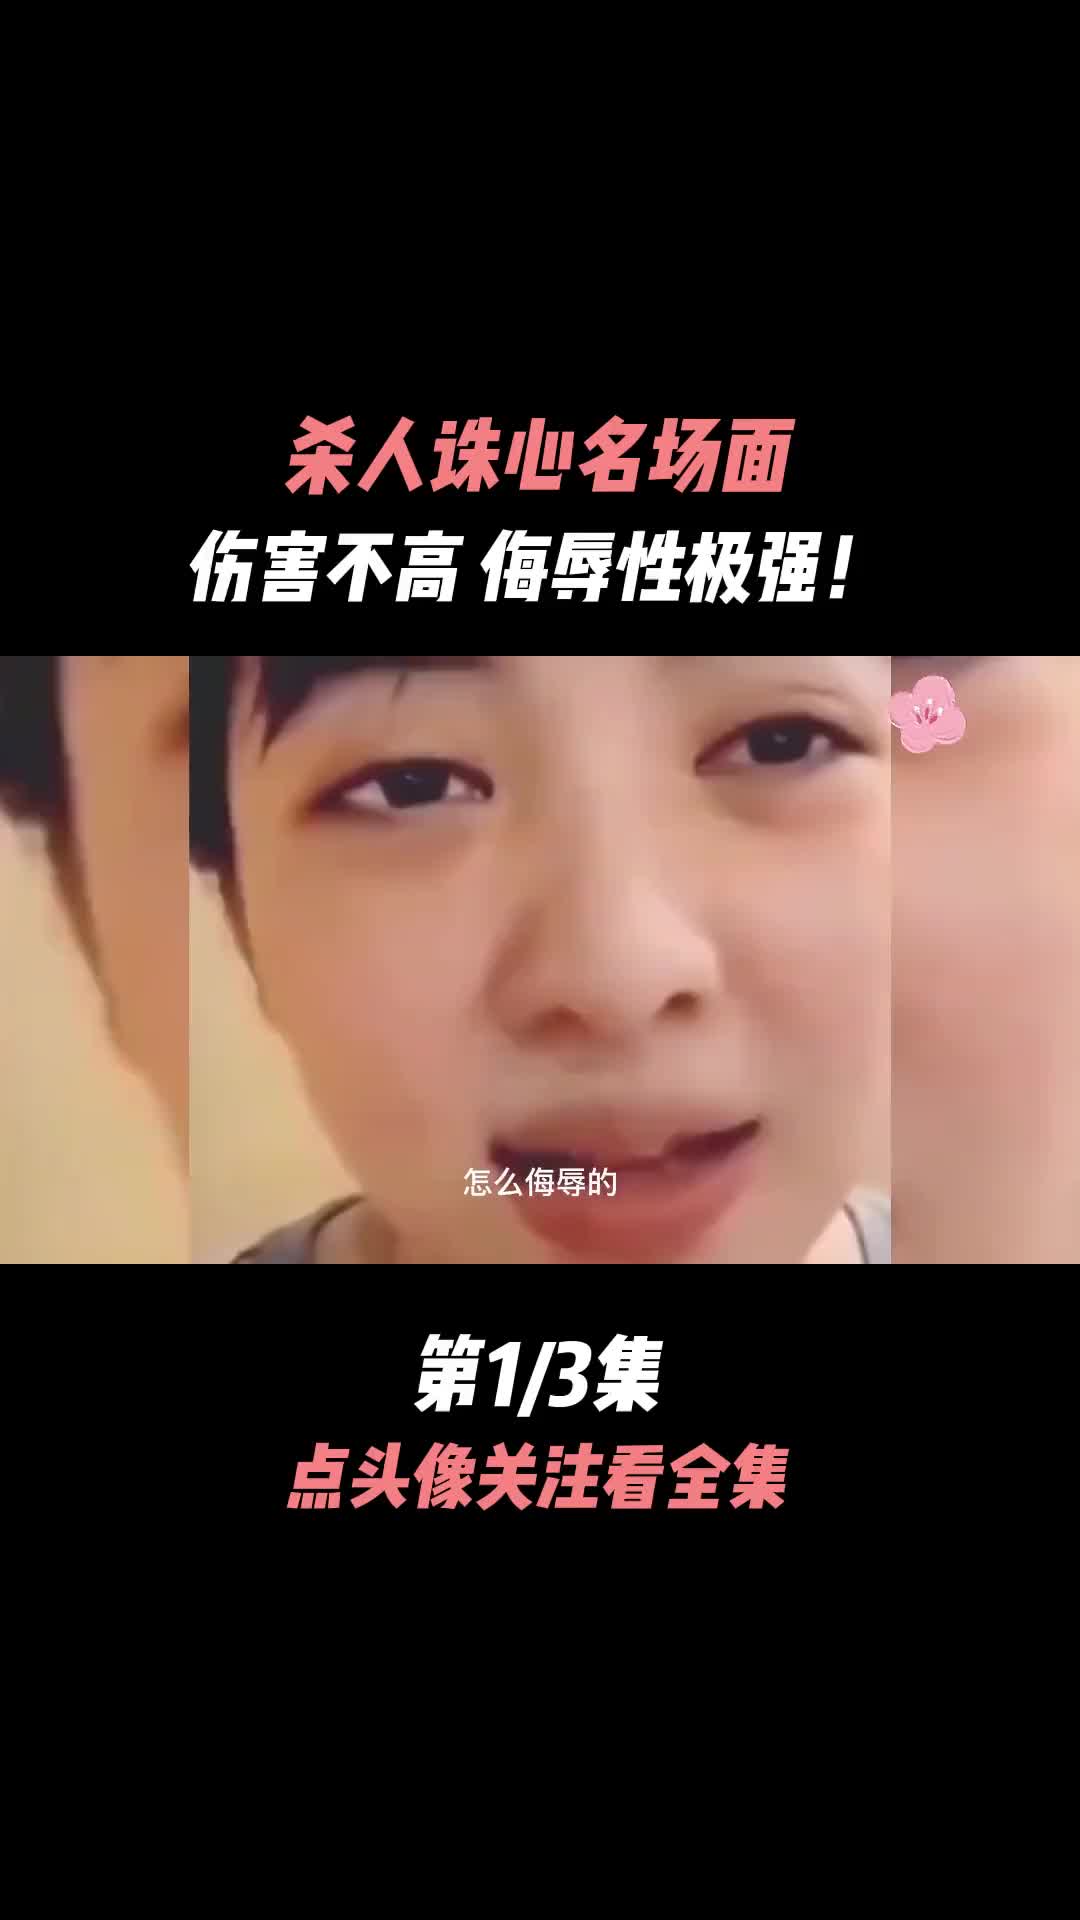 杀人诛心名场面
伤害不高 侮辱性极强！
怎么侮辱的
第1/3集
点头像关注看全集